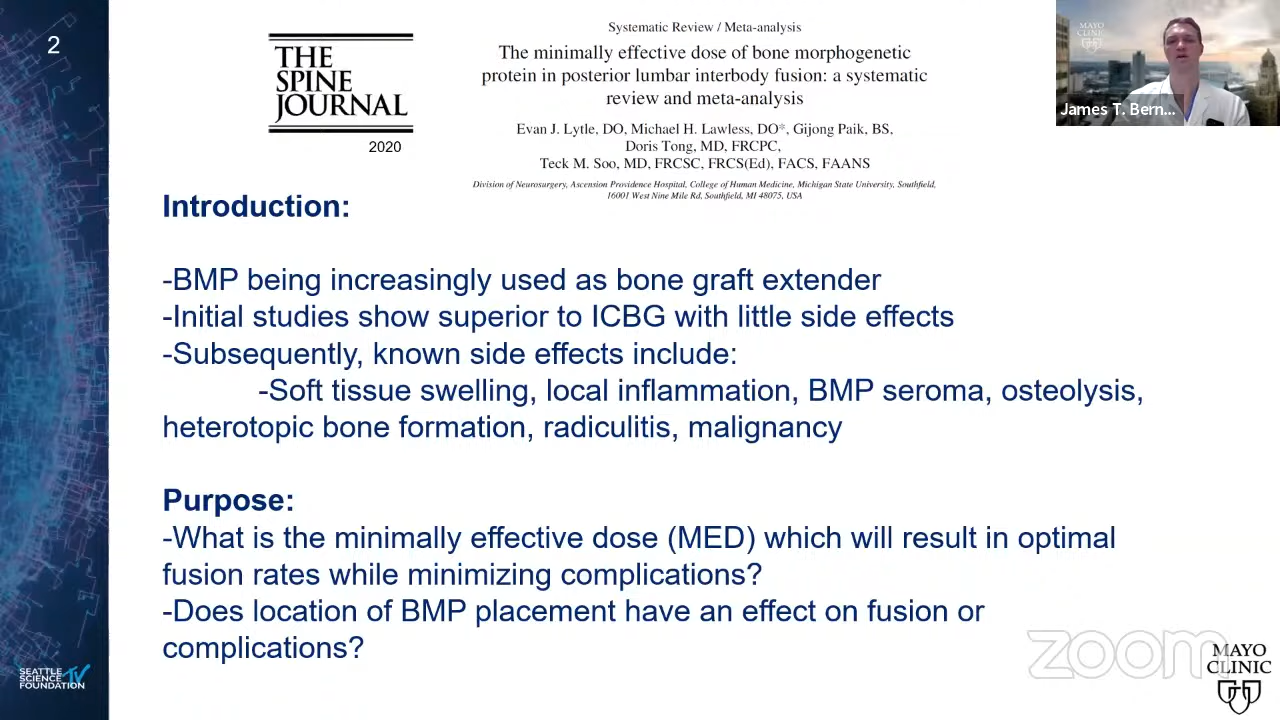 2
THE
SPINE
JOURNAL
2020
Systematic Review / Meta-analysis
The minimally effective dose of bone morphogenetic
protein in posterior lumbar interbody fusion: a systematic
review and meta-analysis
Evan J. Lytle, DO, Michael H. Lawless, DO*, Gijong Paik, BS,
Doris Tong, MD, FRCPC,
Teck M. Soo, MD, FRCSC, FRCS(Ed), FACS, FAANS
Division of Neurosurgery, Ascension Providence Hospital, College of Human Medicine, Michigan State University, Southfield,
16001 West Nine Mile Rd, Southfield, MI 48075, USA
MAYO
CLINIC
James T. Bern...
Introduction:
-BMP being increasingly used as bone graft extender
-Initial studies show superior to ICBG with little side effects
-Subsequently, known side effects include:
-Soft tissue swelling, local inflammation, BMP seroma, osteolysis,
heterotopic bone formation, radiculitis, malignancy
Purpose:
-What is the minimally effective dose (MED) which will result in optimal
fusion rates while minimizing complications?
-Does location of BMP placement have an effect on fusion or
complications?
SEATTLE
SCIENCE
FOUNDATION
TV
zoom
MAYO
CLINIC